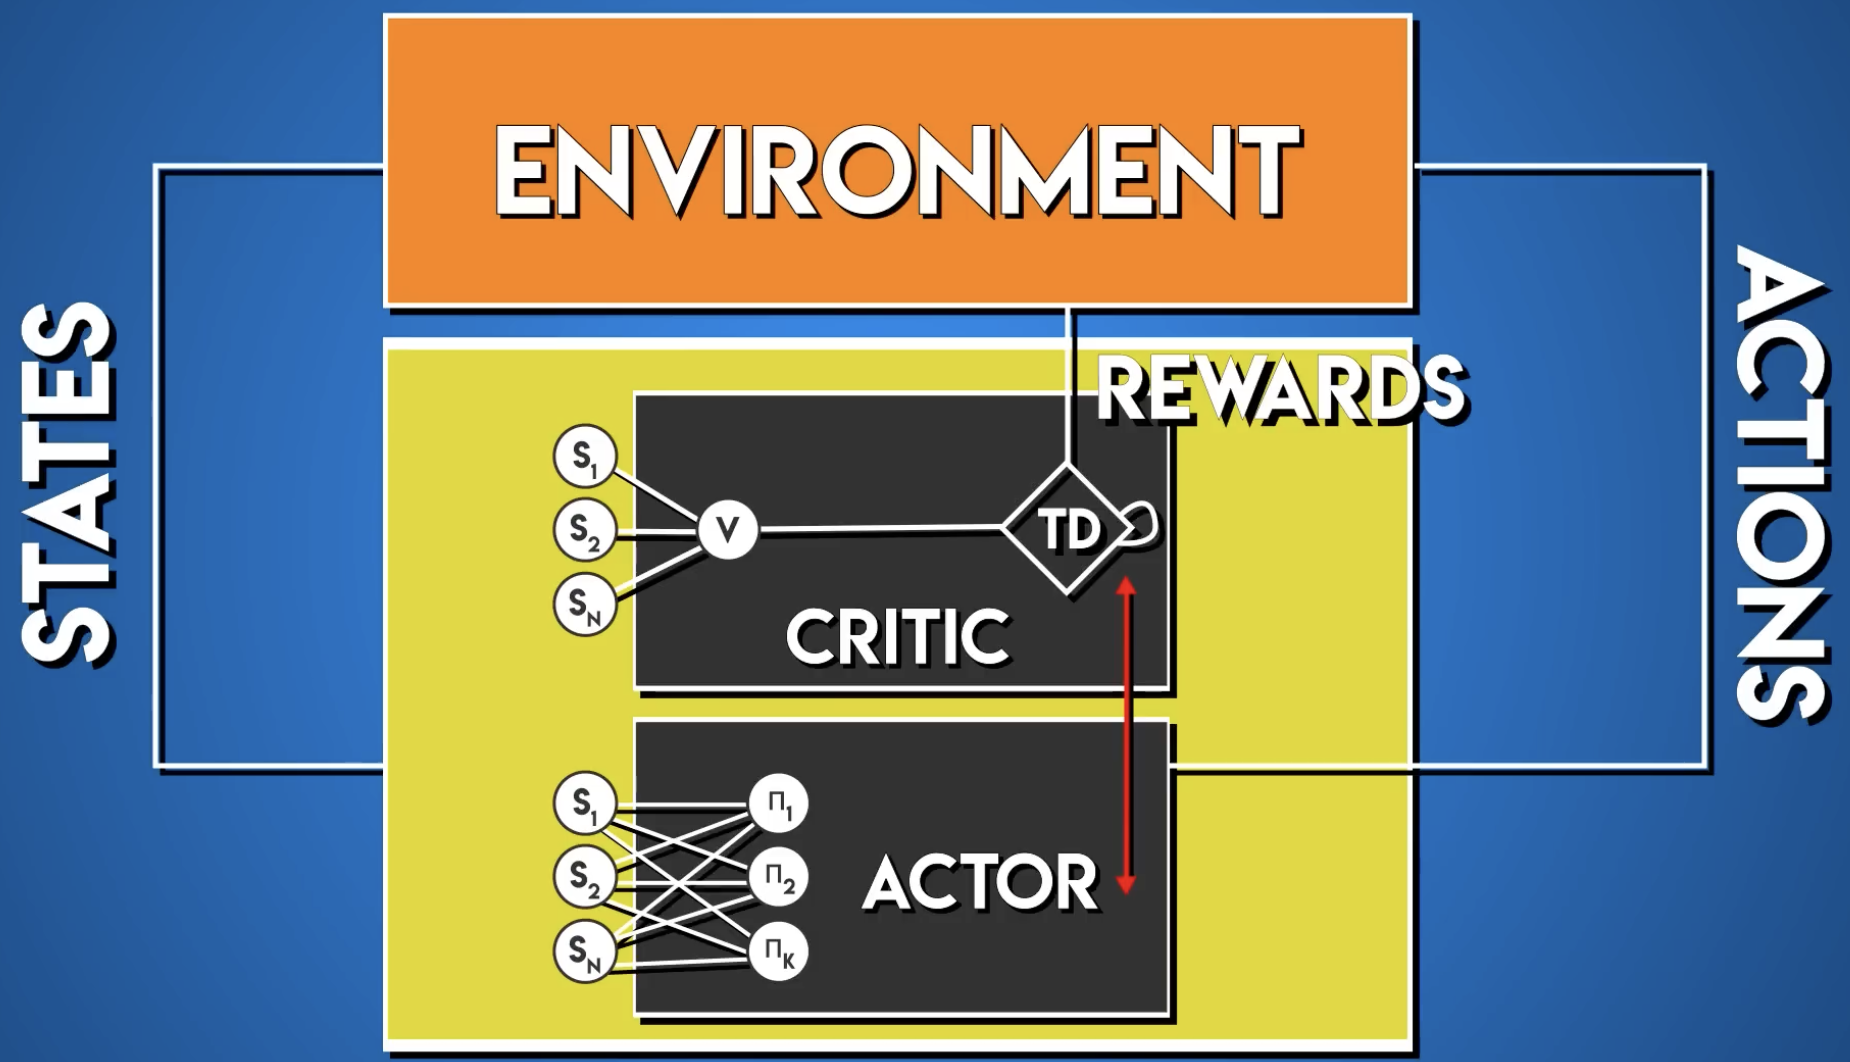 ENVIRONMENT
STATES
ACTIONS
REWARDS
S1
S2
SN
V
TD
CRITIC
S1
S2
SN
Π1
Π2
ΠK
ACTOR